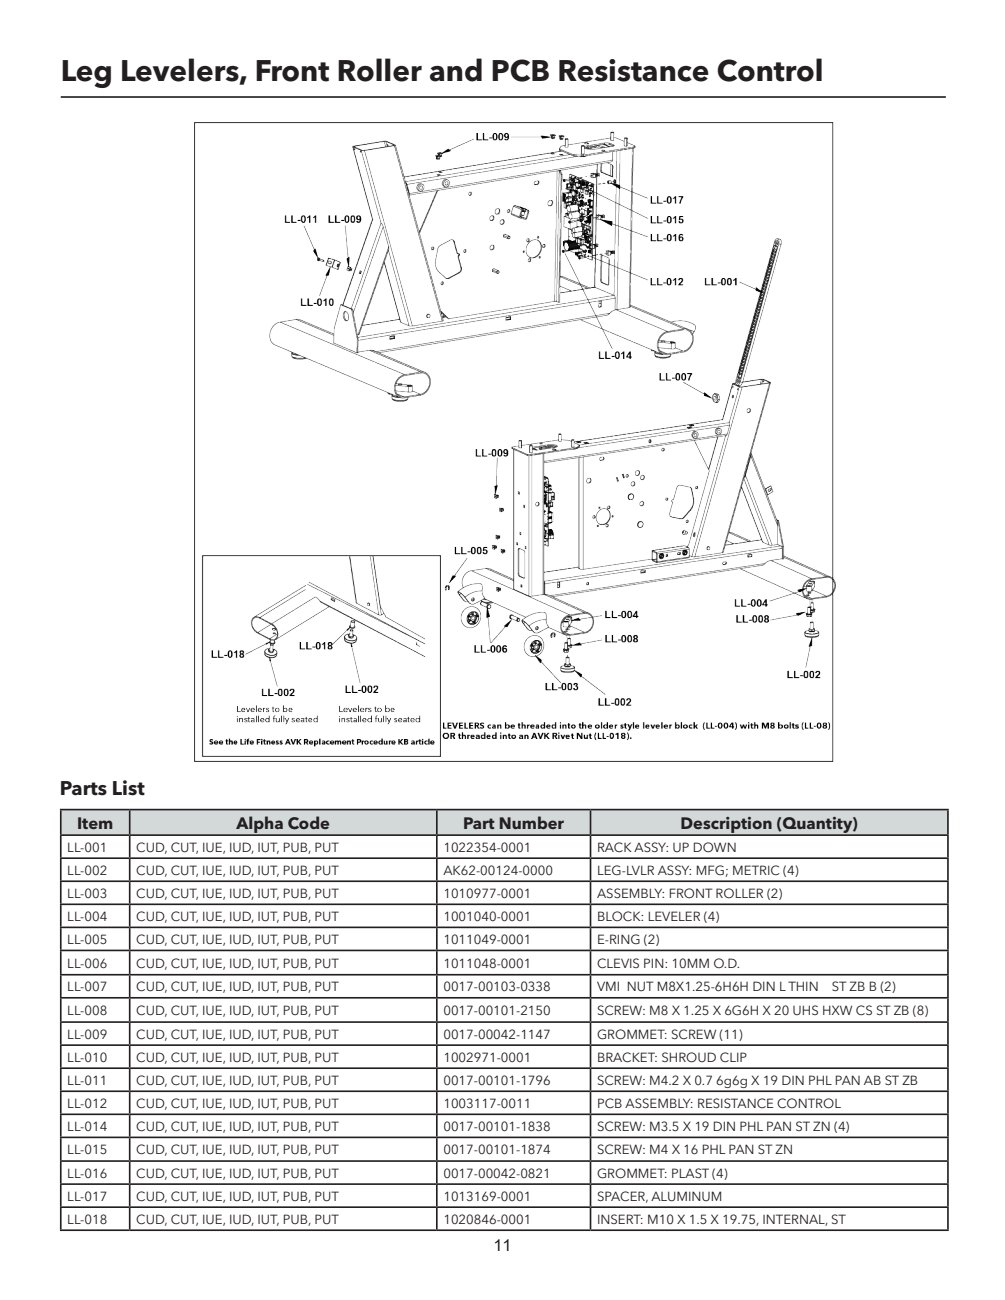 Leg Levelers, Front Roller and PCB Resistance Control
LL-009
LL-017
LL-011 LL-009
LL-015
LL-016
LL-012 LL-001
LL-010
LL-014
LL-007
LL-009
LL-005
LL-004
LL-004
LL-008
LL-018
LL-018
LL-006
LL-008
LL-002
LL-003
LL-002
LL-002
LL-002
Levelers to be
installed fully seated
Levelers to be
installed fully seated
See the Life Fitness AVK Replacement Procedure KB article
LEVELERS can be threaded into the older style leveler block (LL-004) with M8 bolts (LL-08)
OR threaded into an AVK Rivet Nut (LL-018).
Parts List
Item Alpha Code Part Number Description (Quantity)
LL-001 CUD, CUT, IUE, IUD, IUT, PUB, PUT 1022354-0001 RACK ASSY: UP DOWN
LL-002 CUD, CUT, IUE, IUD, IUT, PUB, PUT AK62-00124-0000 LEG-LVLR ASSY: MFG; METRIC (4)
LL-003 CUD, CUT, IUE, IUD, IUT, PUB, PUT 1010977-0001 ASSEMBLY: FRONT ROLLER (2)
LL-004 CUD, CUT, IUE, IUD, IUT, PUB, PUT 1001040-0001 BLOCK: LEVELER (4)
LL-005 CUD, CUT, IUE, IUD, IUT, PUB, PUT 1011049-0001 E-RING (2)
LL-006 CUD, CUT, IUE, IUD, IUT, PUB, PUT 1011048-0001 CLEVIS PIN: 10MM O.D.
LL-007 CUD, CUT, IUE, IUD, IUT, PUB, PUT 0017-00103-0338 VMI NUT M8X1.25-6H6H DIN L THIN ST ZB B (2)
LL-008 CUD, CUT, IUE, IUD, IUT, PUB, PUT 0017-00101-2150 SCREW: M8 X 1.25 X 6G6H X 20 UHS HXW CS ST ZB (8)
LL-009 CUD, CUT, IUE, IUD, IUT, PUB, PUT 0017-00042-1147 GROMMET: SCREW (11)
LL-010 CUD, CUT, IUE, IUD, IUT, PUB, PUT 1002971-0001 BRACKET: SHROUD CLIP
LL-011 CUD, CUT, IUE, IUD, IUT, PUB, PUT 0017-00101-1796 SCREW: M4.2 X 0.7 6g6g X 19 DIN PHL PAN AB ST ZB
LL-012 CUD, CUT, IUE, IUD, IUT, PUB, PUT 1003117-0011 PCB ASSEMBLY: RESISTANCE CONTROL
LL-014 CUD, CUT, IUE, IUD, IUT, PUB, PUT 0017-00101-1838 SCREW: M3.5 X 19 DIN PHL PAN ST ZN (4)
LL-015 CUD, CUT, IUE, IUD, IUT, PUB, PUT 0017-00101-1874 SCREW: M4 X 16 PHL PAN ST ZN
LL-016 CUD, CUT, IUE, IUD, IUT, PUB, PUT 0017-00042-0821 GROMMET: PLAST (4)
LL-017 CUD, CUT, IUE, IUD, IUT, PUB, PUT 1013169-0001 SPACER, ALUMINUM
LL-018 CUD, CUT, IUE, IUD, IUT, PUB, PUT 1020846-0001 INSERT: M10 X 1.5 X 19.75, INTERNAL, ST
11